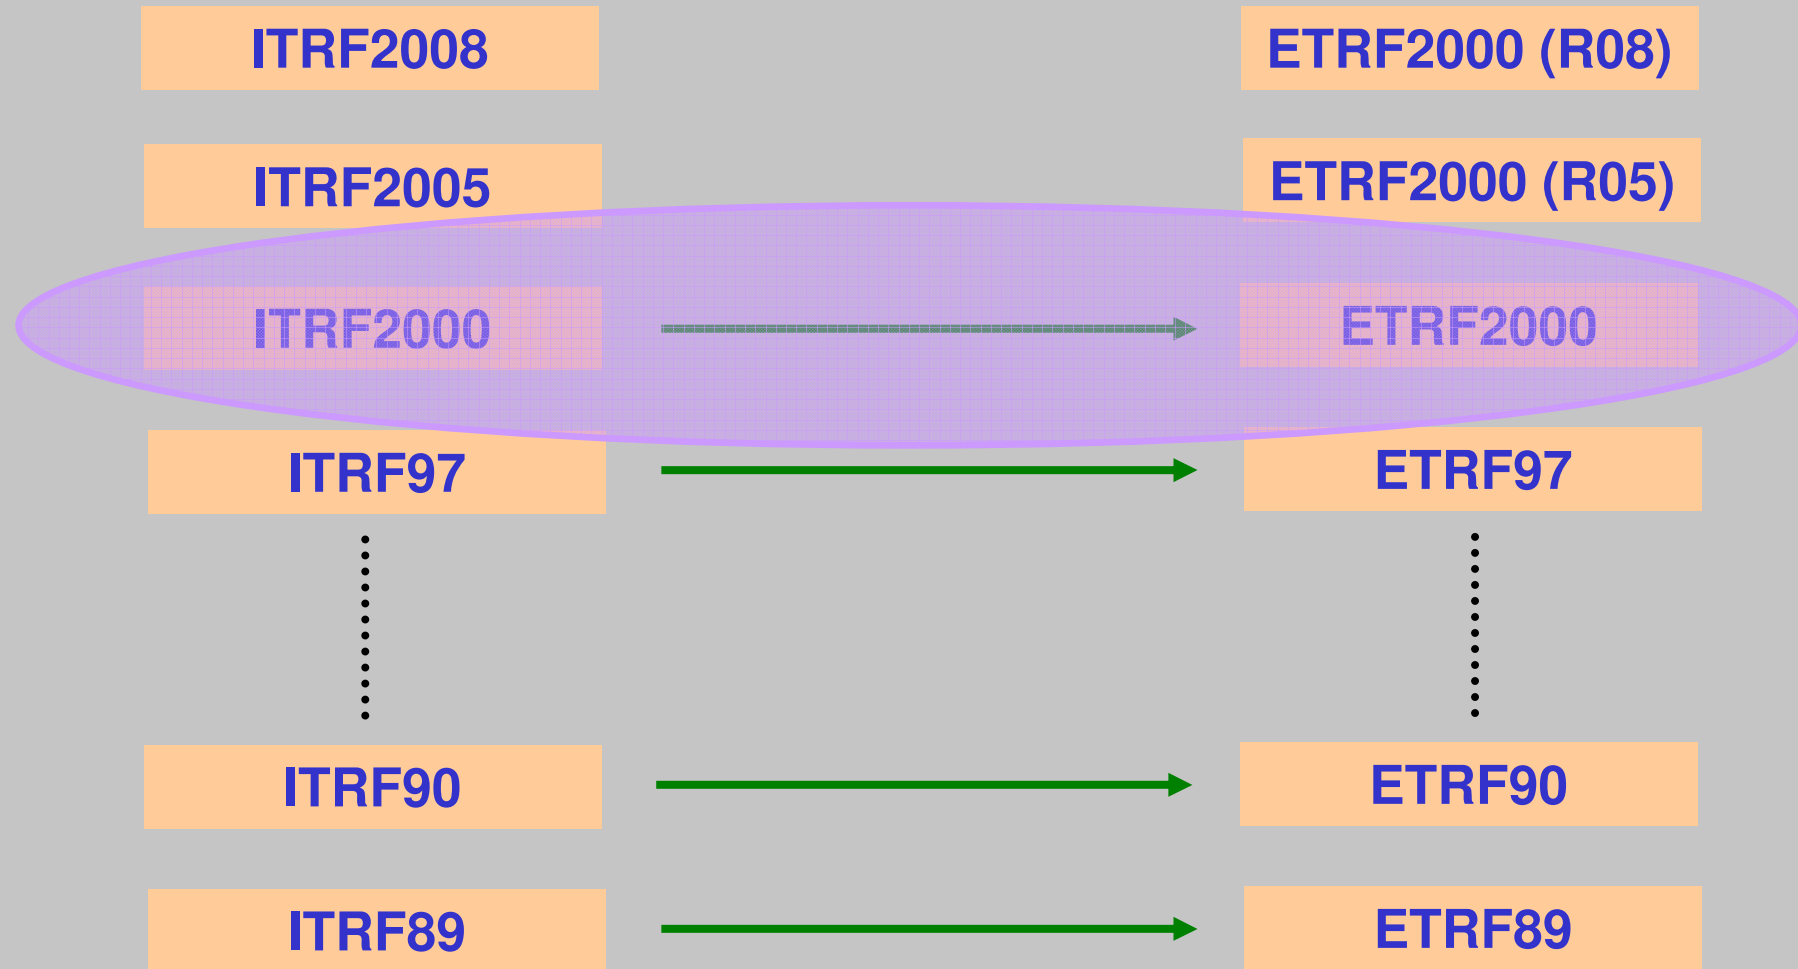 ITRF2008 ETRF2000 (R08)
ITRF2005 ETRF2000 (R05)
ITRF2000 ETRF2000
ITRF97 ETRF97
ITRF90 ETRF90
ITRF89 ETRF89